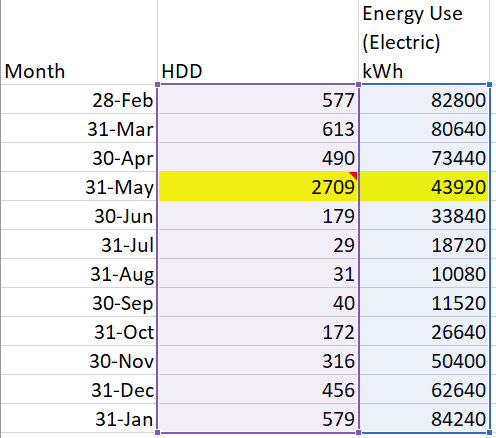 Energy Use
(Electric)
Month HDD kWh
28-Feb 577 82800
31-Mar 613 80640
30-Apr 490 73440
31-May 2709 43920
30-Jun 179 33840
31-Jul 29 18720
31-Aug 31 10080
30-Sep 40 11520
31-Oct 172 26640
30-Nov 316 50400
31-Dec 456 62640
31-Jan 579 84240